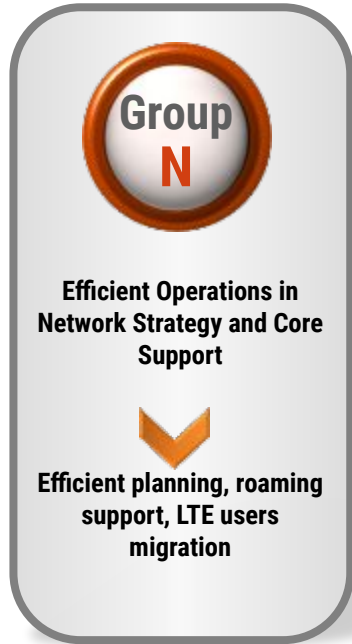 Group
N
Efficient Operations in
Network Strategy and Core
Support
Efficient planning, roaming
support, LTE users
migration